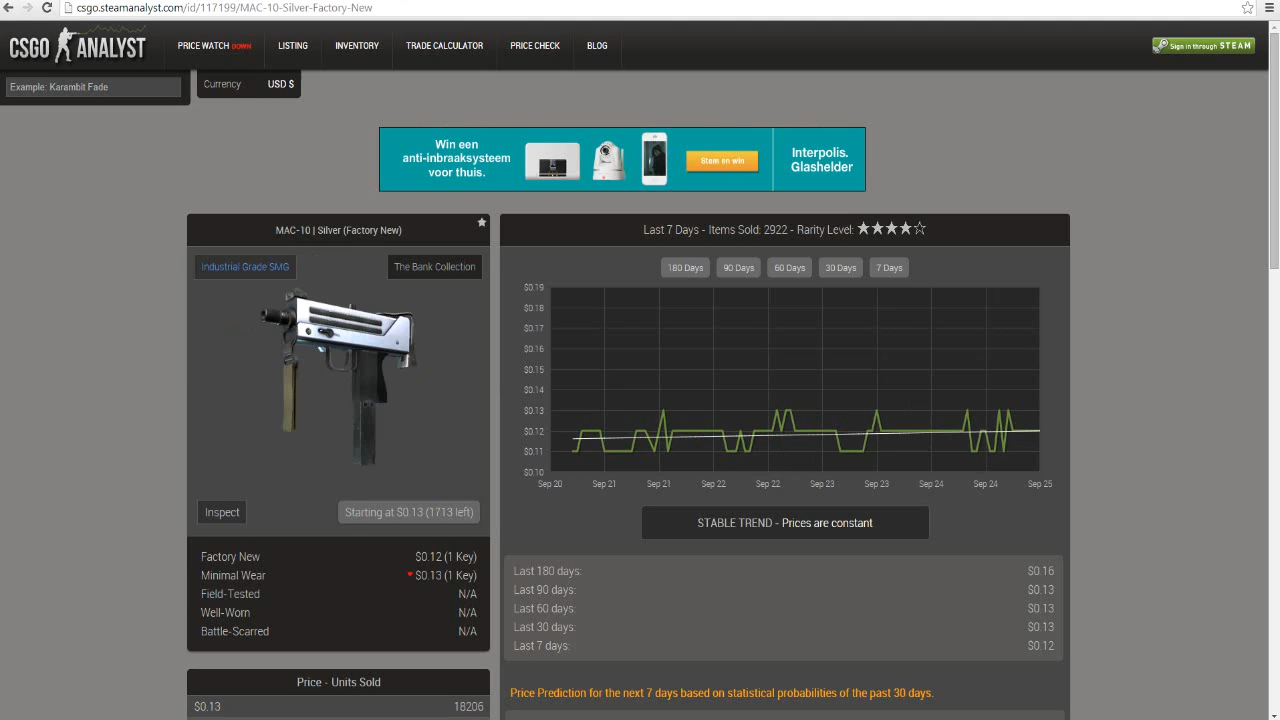 csgo.steamanalyst.com/id/117199/MAC-10-Silver-Factory-New
CSGO ANALYST
PRICE WATCH DOWN
LISTING
INVENTORY
TRADE CALCULATOR
PRICE CHECK
BLOG
Sign in through STEAM
Example: Karambit Fade
Currency USD $
Win een
anti-inbraaksysteem
voor thuis.
Stem en win
Interpolis.
Glashelder
MAC-10 | Silver (Factory New)
Industrial Grade SMG
The Bank Collection
Inspect
Starting at $0.13 (1713 left)
Factory New $0.12 (1 Key)
Minimal Wear $0.13 (1 Key)
Field-Tested N/A
Well-Worn N/A
Battle-Scarred N/A
Price - Units Sold
$0.13 18206
Last 7 Days - Items Sold: 2922 - Rarity Level:
180 Days
90 Days
60 Days
30 Days
7 Days
$0.19
$0.18
$0.17
$0.16
$0.15
$0.14
$0.13
$0.12
$0.11
$0.10
Sep 20 Sep 21 Sep 21 Sep 22 Sep 22 Sep 23 Sep 23 Sep 24 Sep 24 Sep 25
STABLE TREND - Prices are constant
Last 180 days: $0.16
Last 90 days: $0.13
Last 60 days: $0.13
Last 30 days: $0.13
Last 7 days: $0.12
Price Prediction for the next 7 days based on statistical probabilities of the past 30 days.